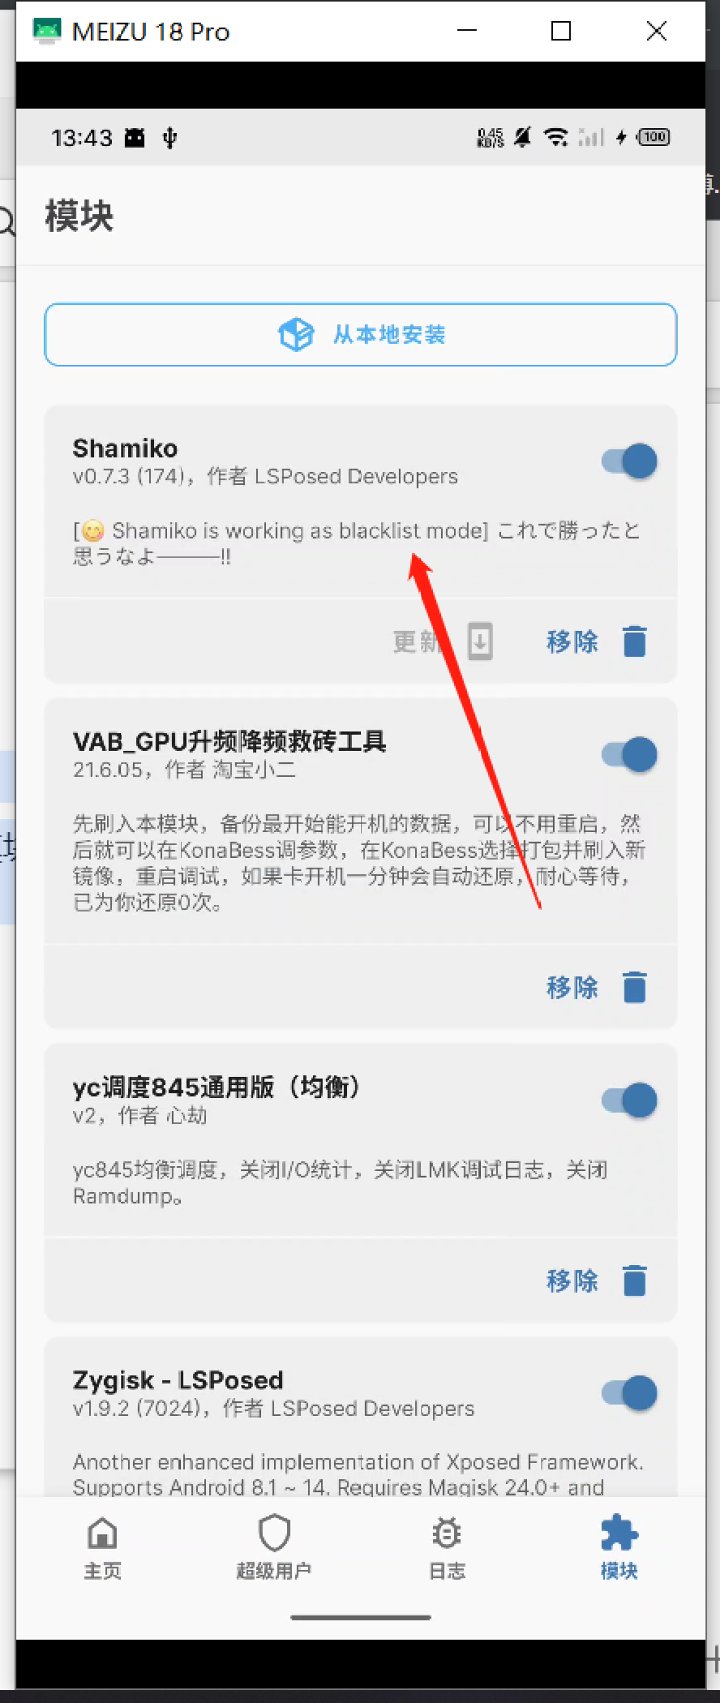 MEIZU 18 Pro
13:43
0.45
KB/S
100
模块
从本地安装
Shamiko
v0.7.3 (174)，作者 LSPosed Developers
[😋 Shamiko is working as blacklist mode] これで勝ったと
思うなよ———!!
更新
移除
VAB_GPU升频降频救砖工具
21.6.05，作者 淘宝小二
先刷入本模块，备份最开始能开机的数据，可以不用重启，然
后就可以在KonaBess调参数，在KonaBess选择打包并刷入新
镜像，重启调试，如果卡开机一分钟会自动还原，耐心等待，
已为你还原0次。
移除
yc调度845通用版（均衡）
v2，作者 心劫
yc845均衡调度，关闭I/O统计，关闭LMK调试日志，关闭
Ramdump。
移除
Zygisk - LSPosed
v1.9.2 (7024)，作者 LSPosed Developers
Another enhanced implementation of Xposed Framework.
Supports Android 8.1 ~ 14. Requires Magisk 24.0+ and
主页
超级用户
日志
模块